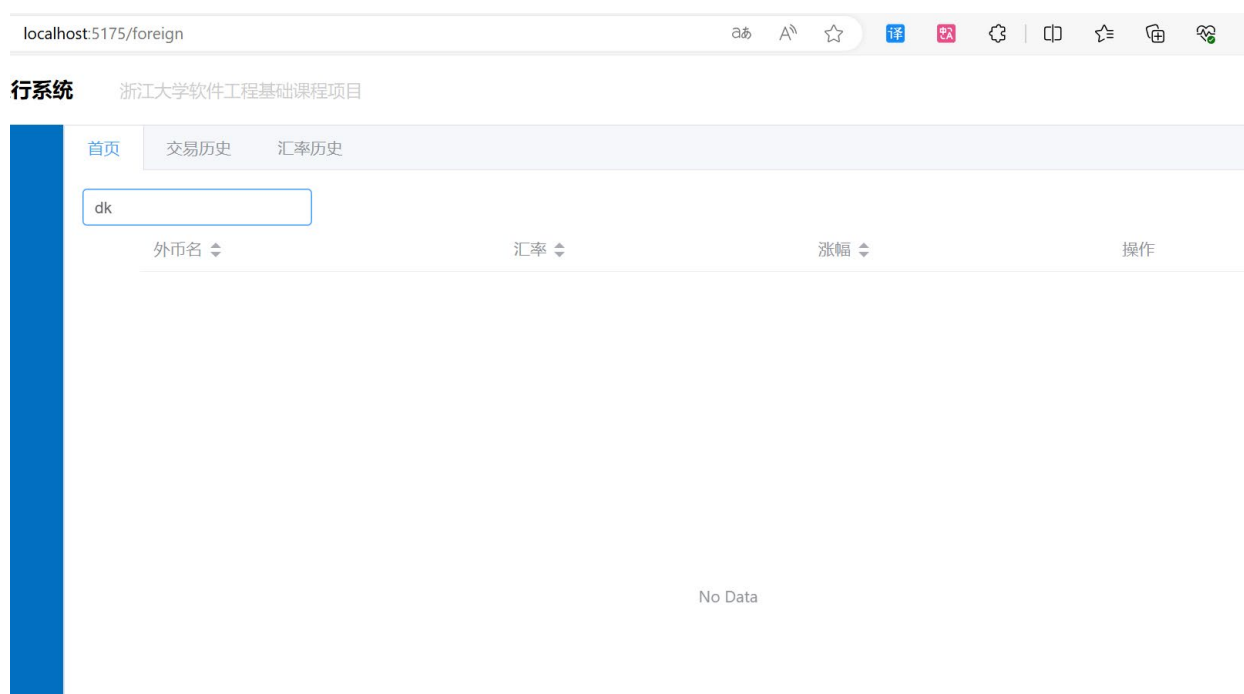 localhost:5175/foreign
行系统 浙江大学软件工程基础课程项目
首页 交易历史 汇率历史
dk
外币名 汇率 涨幅 操作
No Data